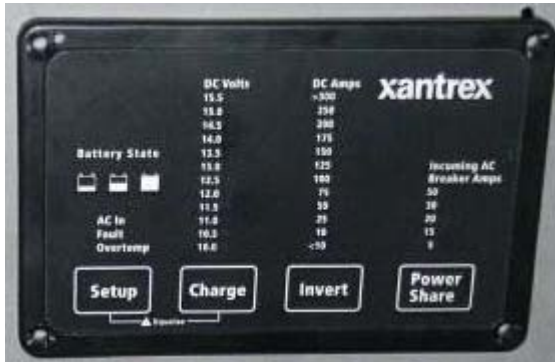 xantrex
DC Volts
15.5
15.0
14.5
14.0
13.5
13.0
12.5
12.0
11.5
11.0
10.5
10.0
DC Amps
>300
250
200
175
150
125
100
75
50
25
10
<10
Battery State
AC In
Fault
Overtemp
Incoming AC
Breaker Amps
50
30
20
15
5
Setup
Charge
Invert
Power
Share
Equalize